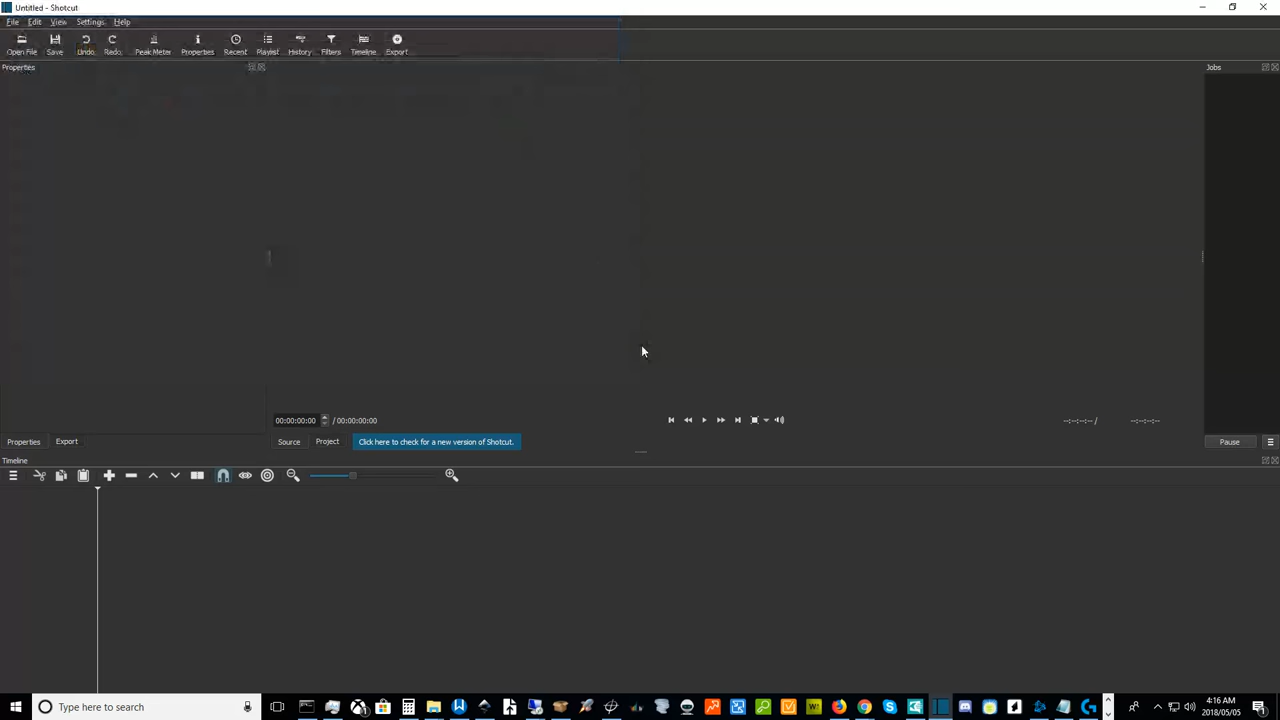 Untitled - Shotcut
File Edit View Settings Help
Open File Save Undo Redo Peak Meter Properties Recent Playlist History Filters Timeline Export
Properties
Jobs
00:00:00:00 / 00:00:00:00
--:--:--:-- / --:--:--:--
Source Project Click here to check for a new version of Shotcut.
Properties Export
Pause
Timeline
Type here to search
4:16 AM
2018/05/05